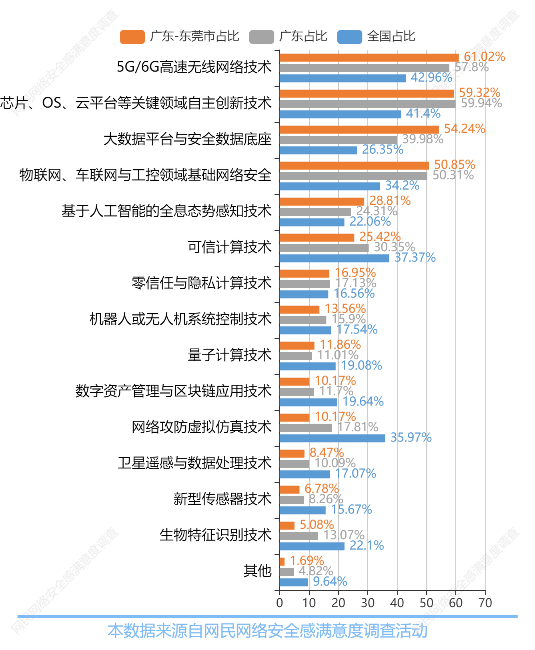 广东-东莞市占比 广东占比 全国占比
5G/6G高速无线网络技术 61.02% 57.8% 42.96%
芯片、OS、云平台等关键领域自主创新技术 59.32% 59.94% 41.4%
大数据平台与安全数据底座 54.24% 39.98% 26.35%
物联网、车联网与工控领域基础网络安全 50.85% 50.31% 34.2%
基于人工智能的全息态势感知技术 28.81% 24.31% 22.06%
可信计算技术 25.42% 30.35% 37.37%
零信任与隐私计算技术 16.95% 17.13% 16.56%
机器人或无人机系统控制技术 13.56% 15.9% 17.54%
量子计算技术 11.86% 11.01% 19.08%
数字资产管理与区块链应用技术 10.17% 11.7% 19.64%
网络攻防虚拟仿真技术 10.17% 17.81% 35.97%
卫星遥感与数据处理技术 8.47% 10.09% 17.07%
新型传感器技术 6.78% 8.26% 15.67%
生物特征识别技术 5.08% 13.07% 22.1%
其他 1.69% 4.82% 9.64%
0 10 20 30 40 50 60 70
本数据来源自网民网络安全感满意度调查活动